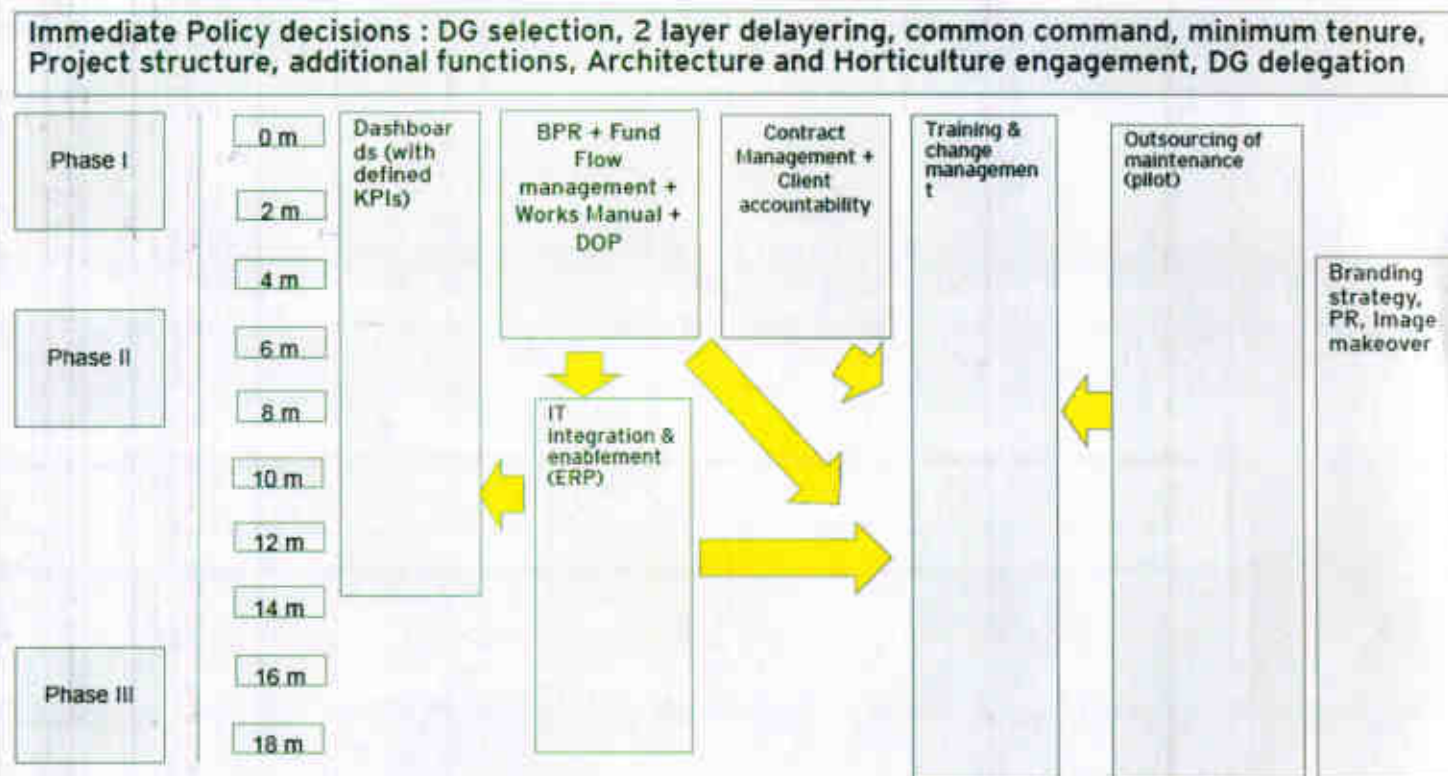 Immediate Policy decisions : DG selection, 2 layer delayering, common command, minimum tenure,
Project structure, additional functions, Architecture and Horticulture engagement, DG delegation
Phase I
Phase II
Phase III
0 m
2 m
4 m
6 m
8 m
10 m
12 m
14 m
16 m
18 m
Dashboar
ds (with
defined
KPIs)
BPR + Fund
Flow
management +
Works Manual +
DOP
IT
integration &
enablement
(ERP)
Contract
Management +
Client
accountability
Training &
change
managemen
t
Outsourcing of
maintenance
(pilot)
Branding
strategy,
PR, Image
makeover